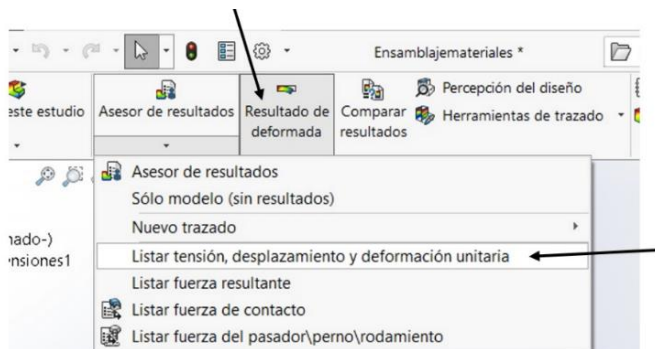 Ensamblajemateriales *
este estudio
Asesor de resultados
Resultado de
deformada
Comparar
resultados
Percepción del diseño
Herramientas de trazado
Asesor de resultados
Sólo modelo (sin resultados)
Nuevo trazado
Listar tensión, desplazamiento y deformación unitaria
Listar fuerza resultante
Listar fuerza de contacto
Listar fuerza del pasador\perno\rodamiento
nado-)
ensiones1